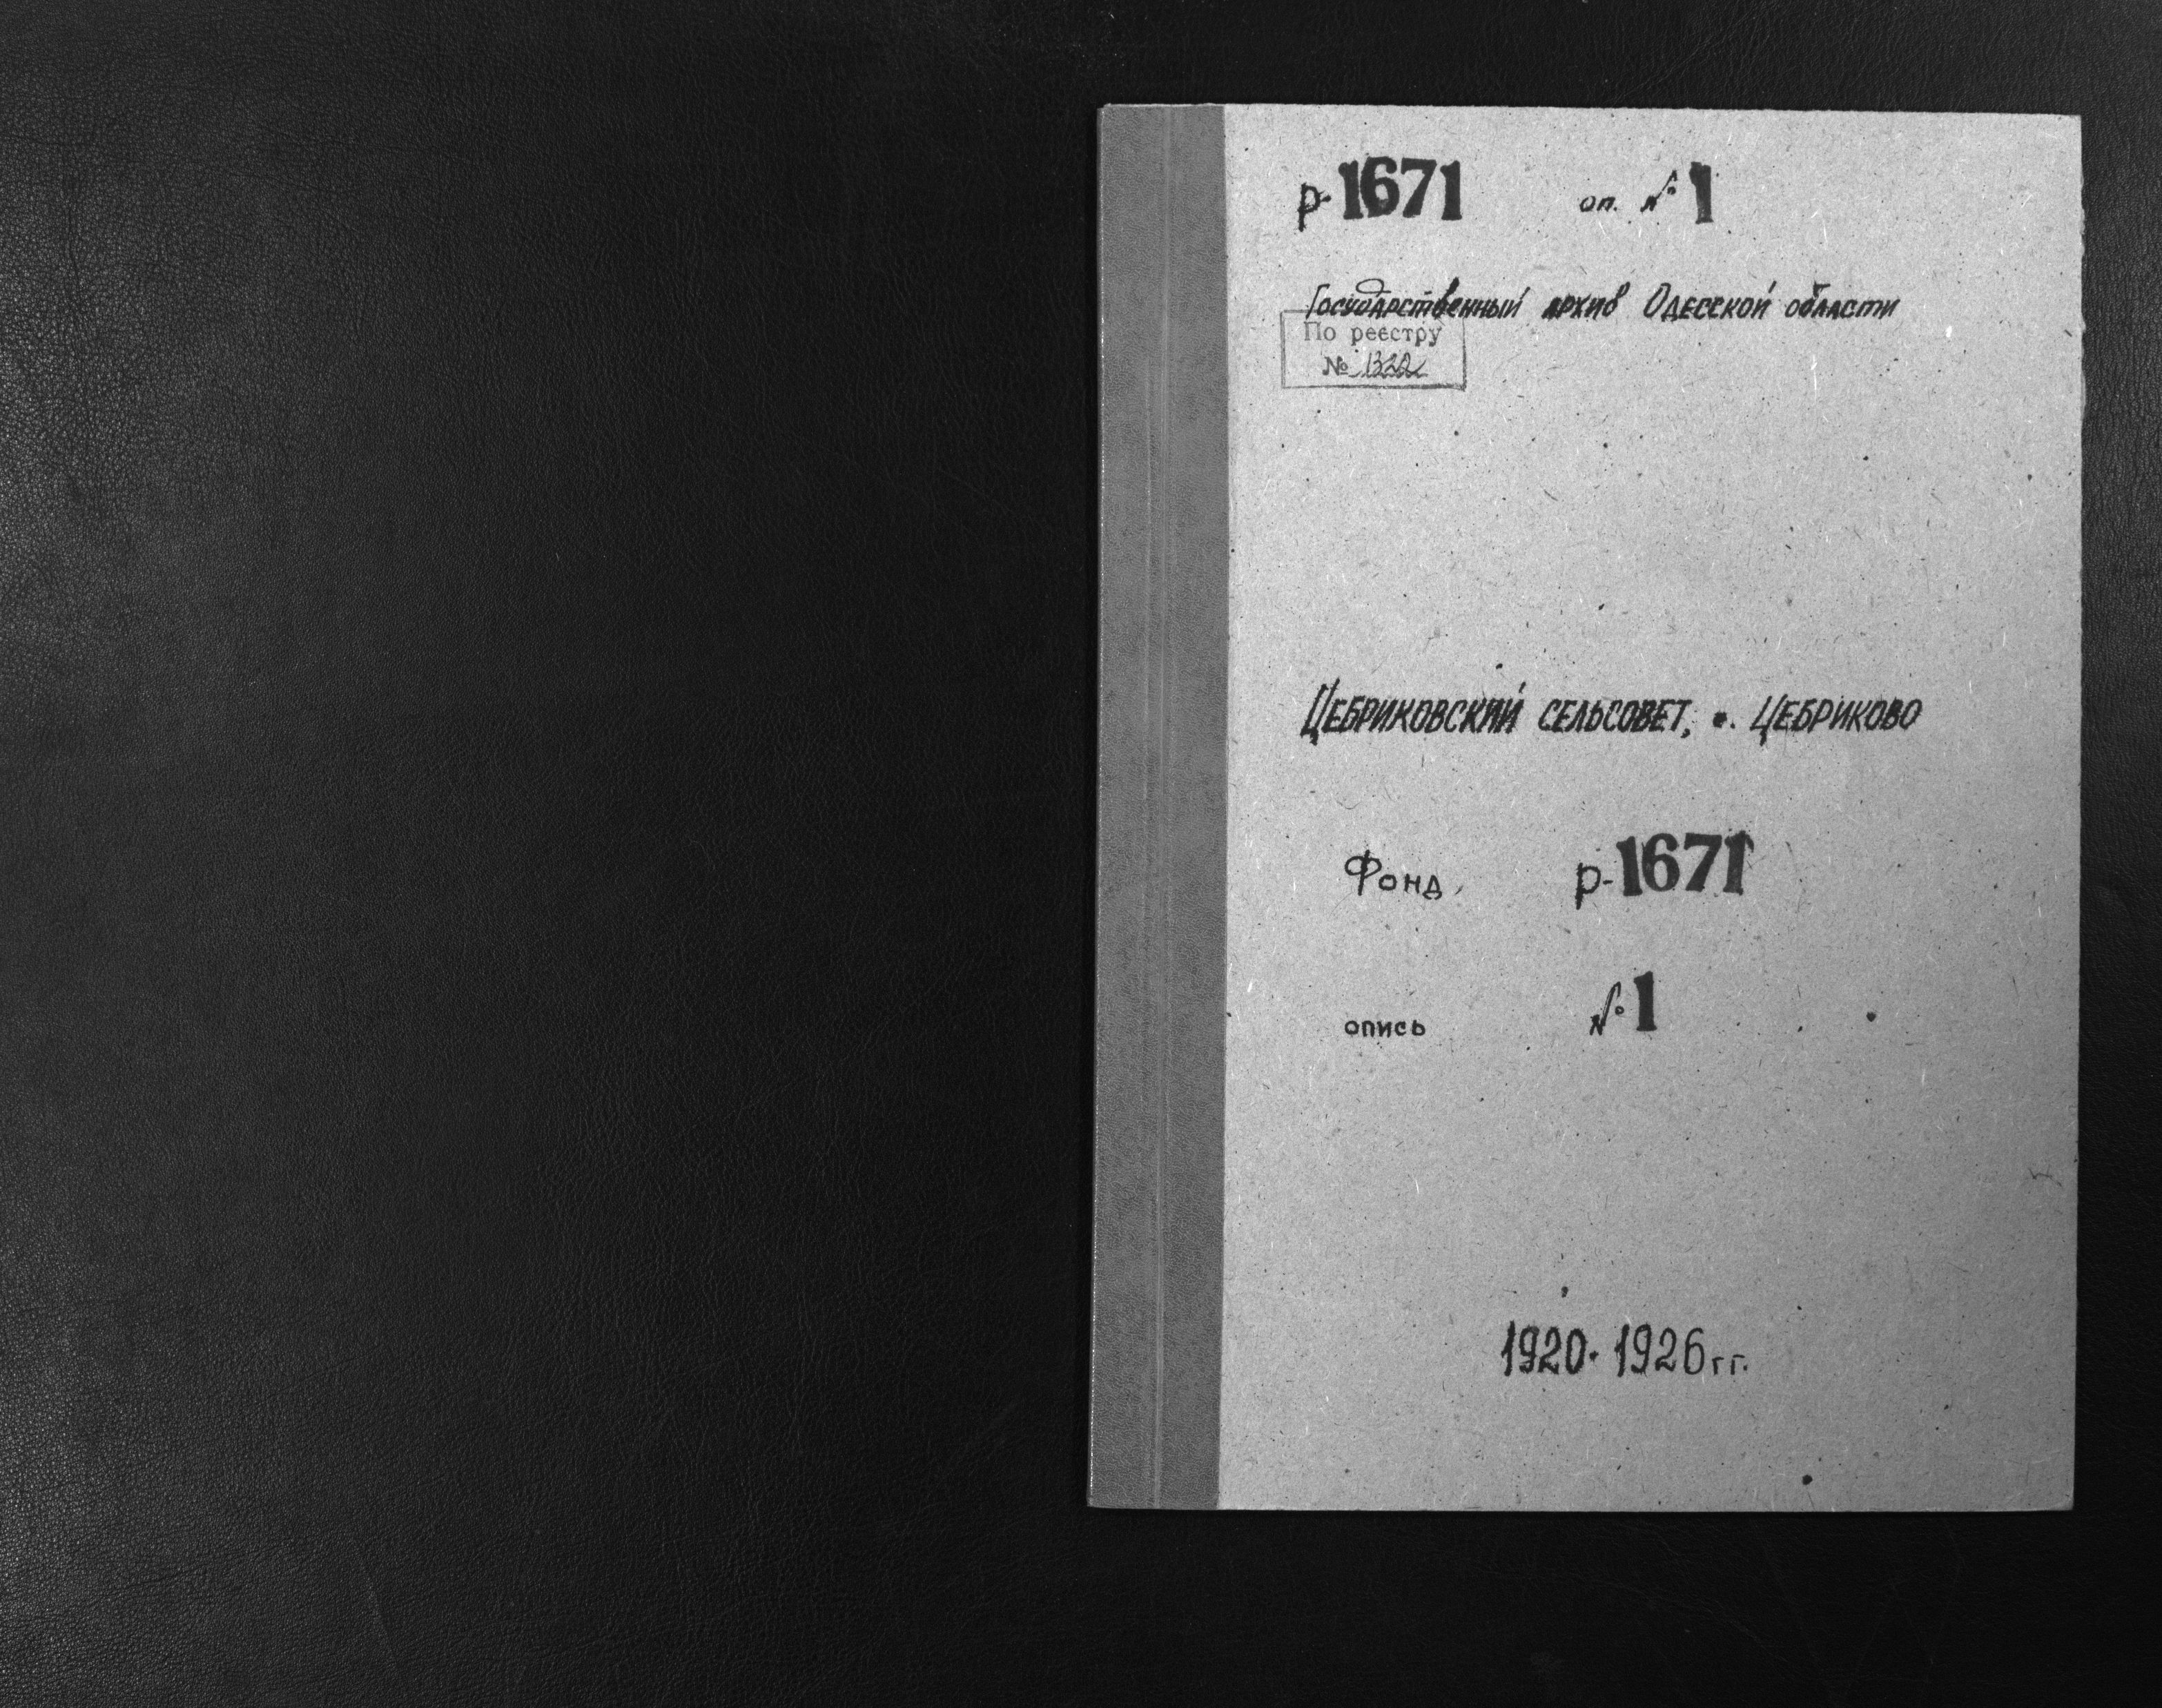 р-1671 оп. № 1
Государственный архив Одесской области
По реестру
№ 1322
Цебриковский сельсовет, с. Цебриково
Фонд р-1671
опись № 1
1920-1926 гг.